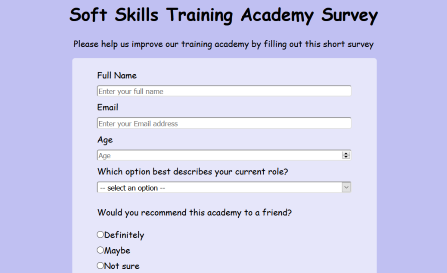 Soft Skills Training Academy Survey
Please help us improve our training academy by filling out this short survey
Full Name
Enter your full name
Email
Enter your Email address
Age
Age
Which option best describes your current role?
-- select an option --
Would you recommend this academy to a friend?
Definitely
Maybe
Not sure